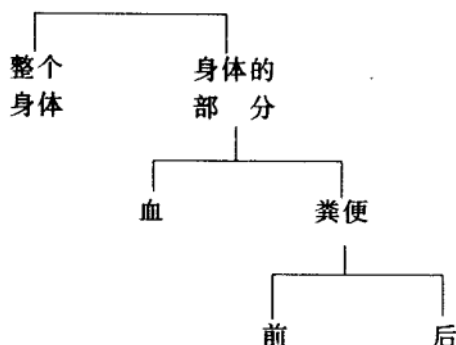 整个 身体的
身体 部 分
血 粪便
前 后